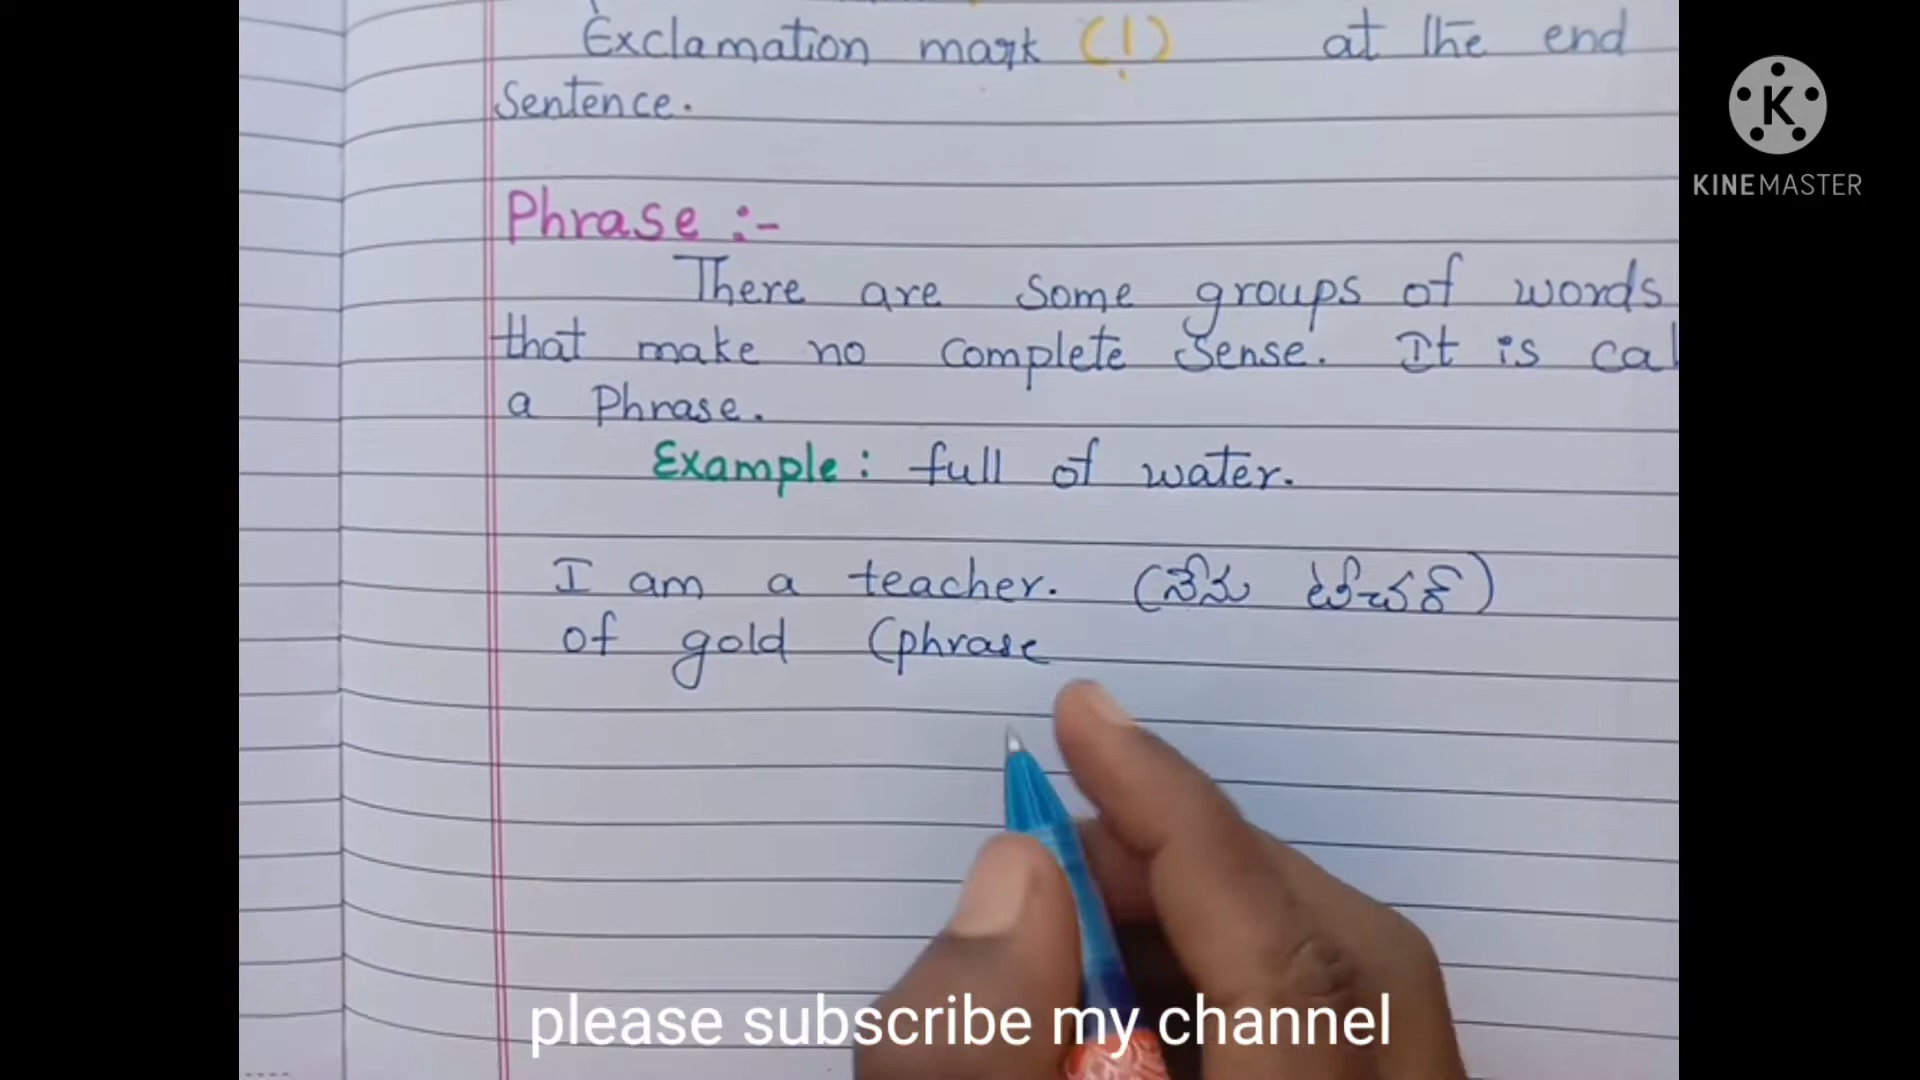 Exclamation mark (!) at the end
Sentence.
Phrase :-
There are some groups of words
that make no complete sense. It is cal
a Phrase.
Example: full of water.
I am a teacher. (నేను టీచర్)
of gold (phrase
please subscribe my channel
K
KINEMASTER